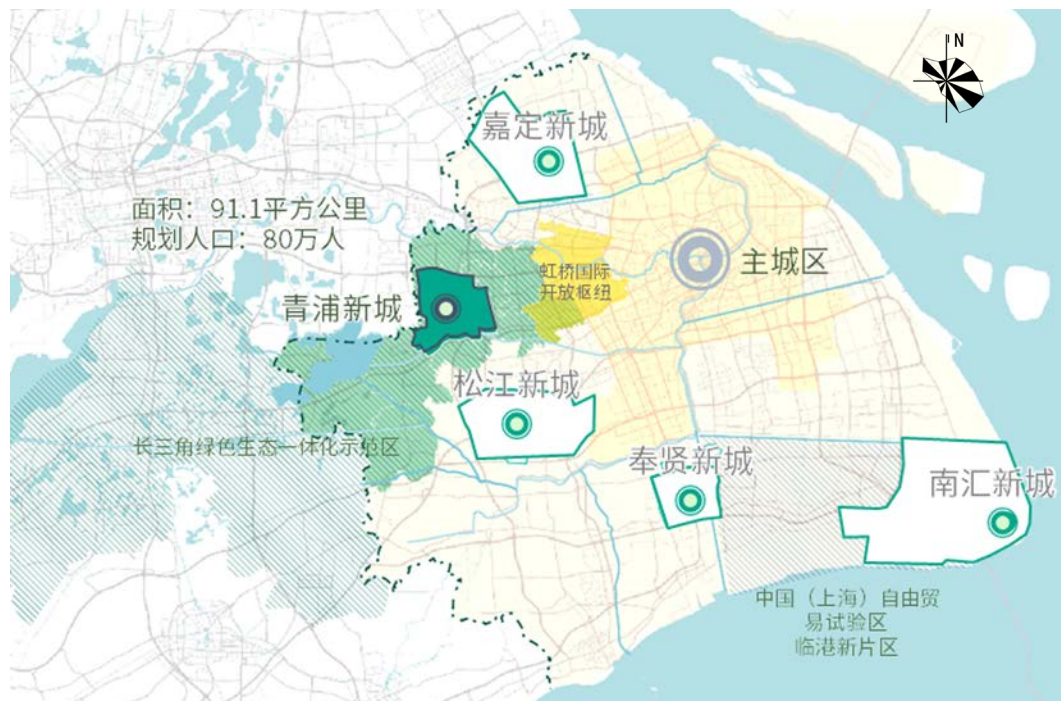 N
嘉定新城
面积：91.1平方公里
规划人口：80万人
虹桥国际
开放枢纽
主城区
青浦新城
松江新城
长三角绿色生态一体化示范区
奉贤新城
南汇新城
中国（上海）自由贸
易试验区
临港新片区